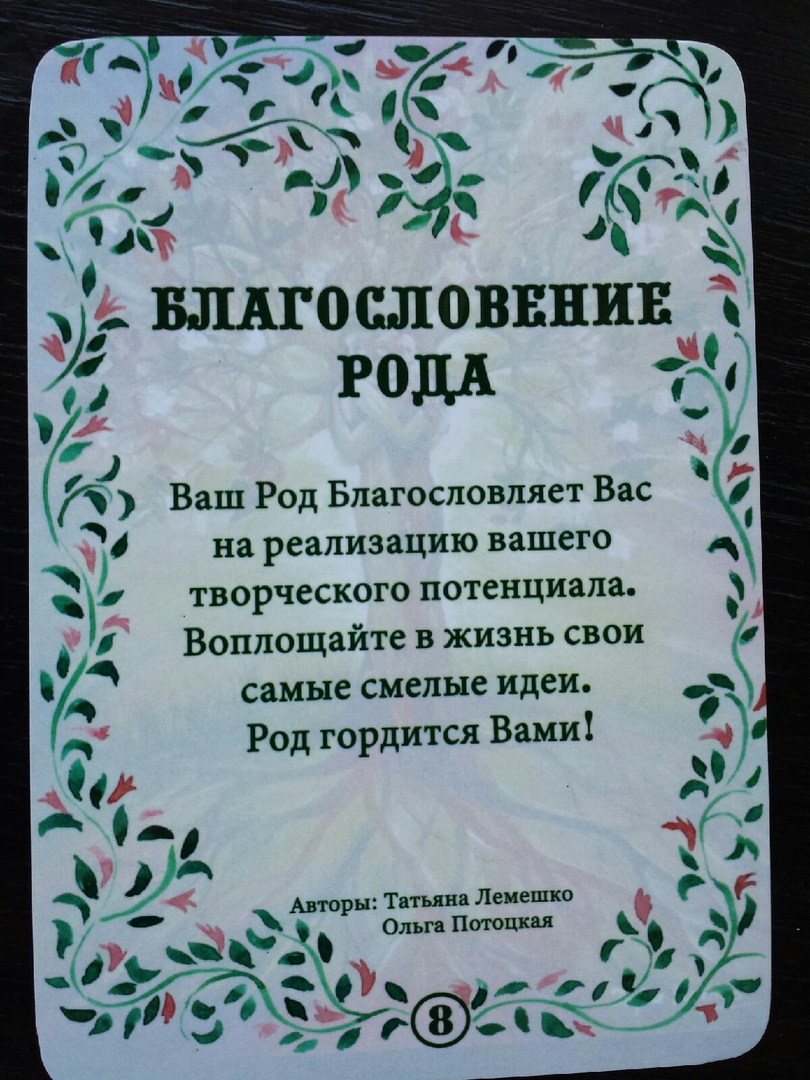 БЛАГОСЛОВЕНИЕ
РОДА
Ваш Род Благословляет Вас
на реализацию вашего
творческого потенциала.
Воплощайте в жизнь свои
самые смелые идеи.
Род гордится Вами!
Авторы: Татьяна Лемешко
Ольга Потоцкая
8